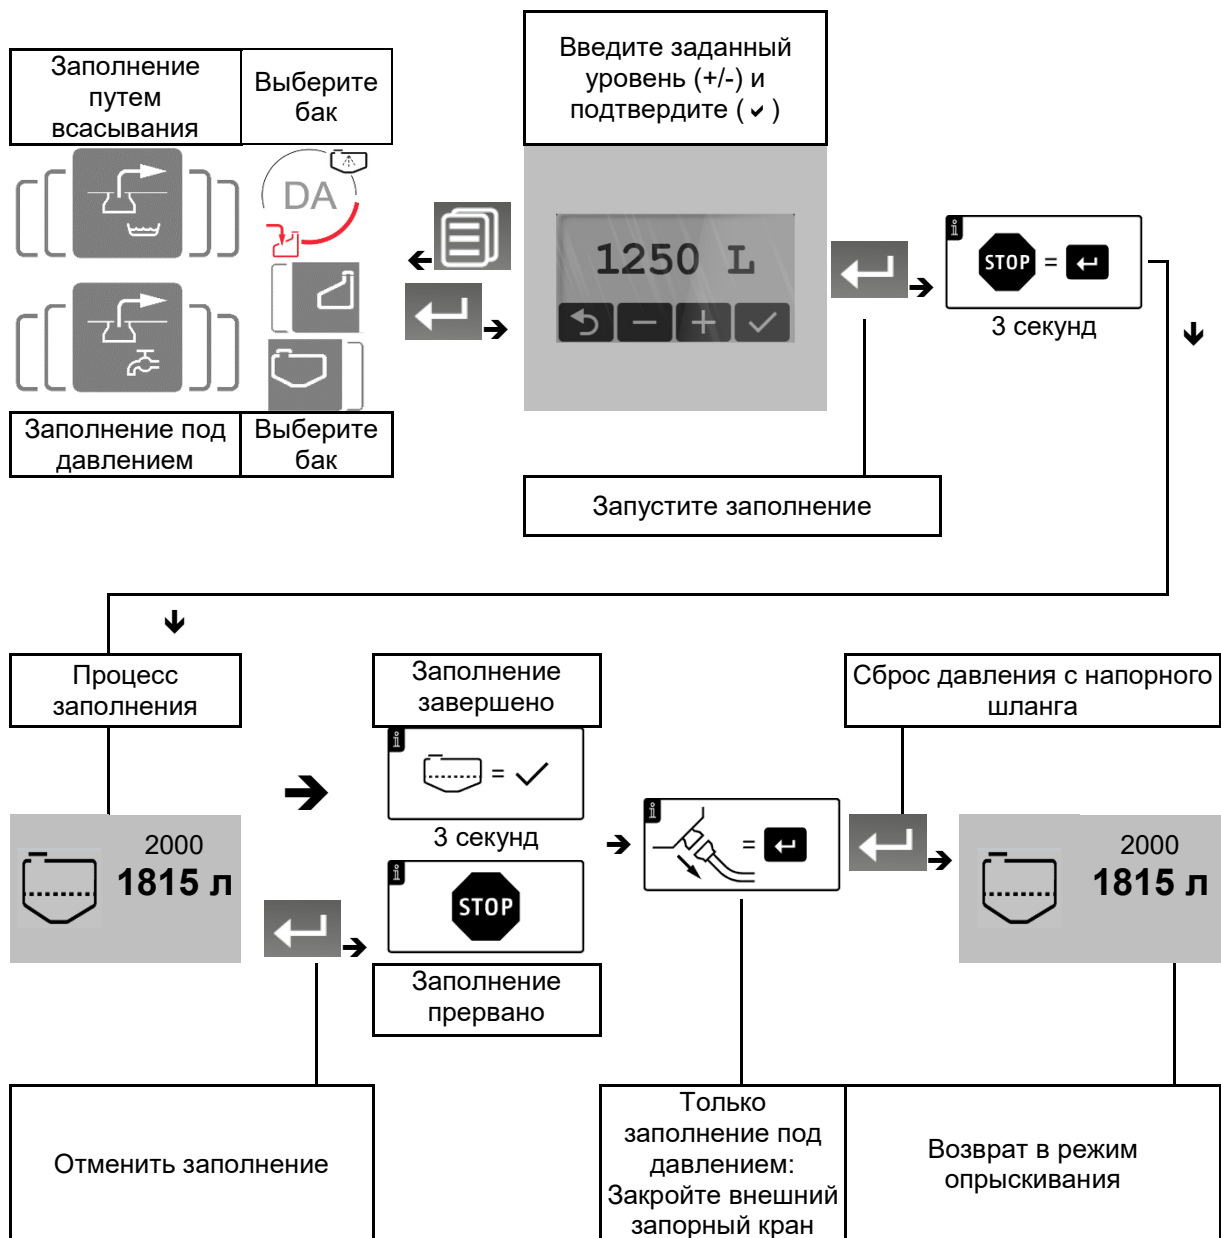 Заполнение
путем
всасывания
Выберите
бак
Введите заданный
уровень (+/-) и
подтвердите ( ✓ )
DA
1250 L
STOP =
3 секунд
Заполнение под
давлением
Выберите
бак
Запустите заполнение
Процесс
заполнения
Заполнение
завершено
Сброс давления с напорного
шланга
=
3 секунд
2000
1815 л
STOP
=
2000
1815 л
Заполнение
прервано
Отменить заполнение
Только
заполнение под
давлением:
Закройте внешний
запорный кран
Возврат в режим
опрыскивания